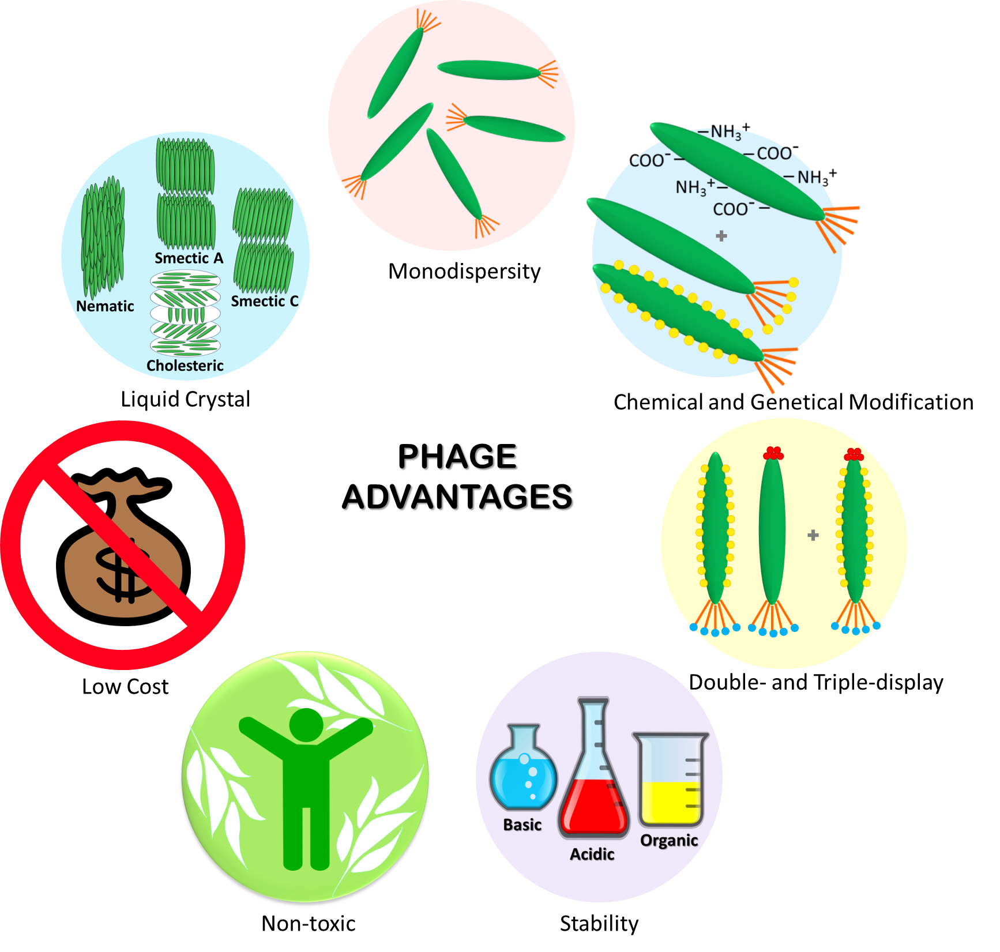 Monodispersity
–NH₃⁺
COO⁻–
–COO⁻
–NH₃⁺
NH₃⁺–
COO⁻–
+
Chemical and Genetical Modification
Smectic A
Smectic C
Nematic
Cholesteric
Liquid Crystal
PHAGE
ADVANTAGES
+
Double- and Triple-display
$
Low Cost
Basic
Acidic
Organic
Stability
Non-toxic